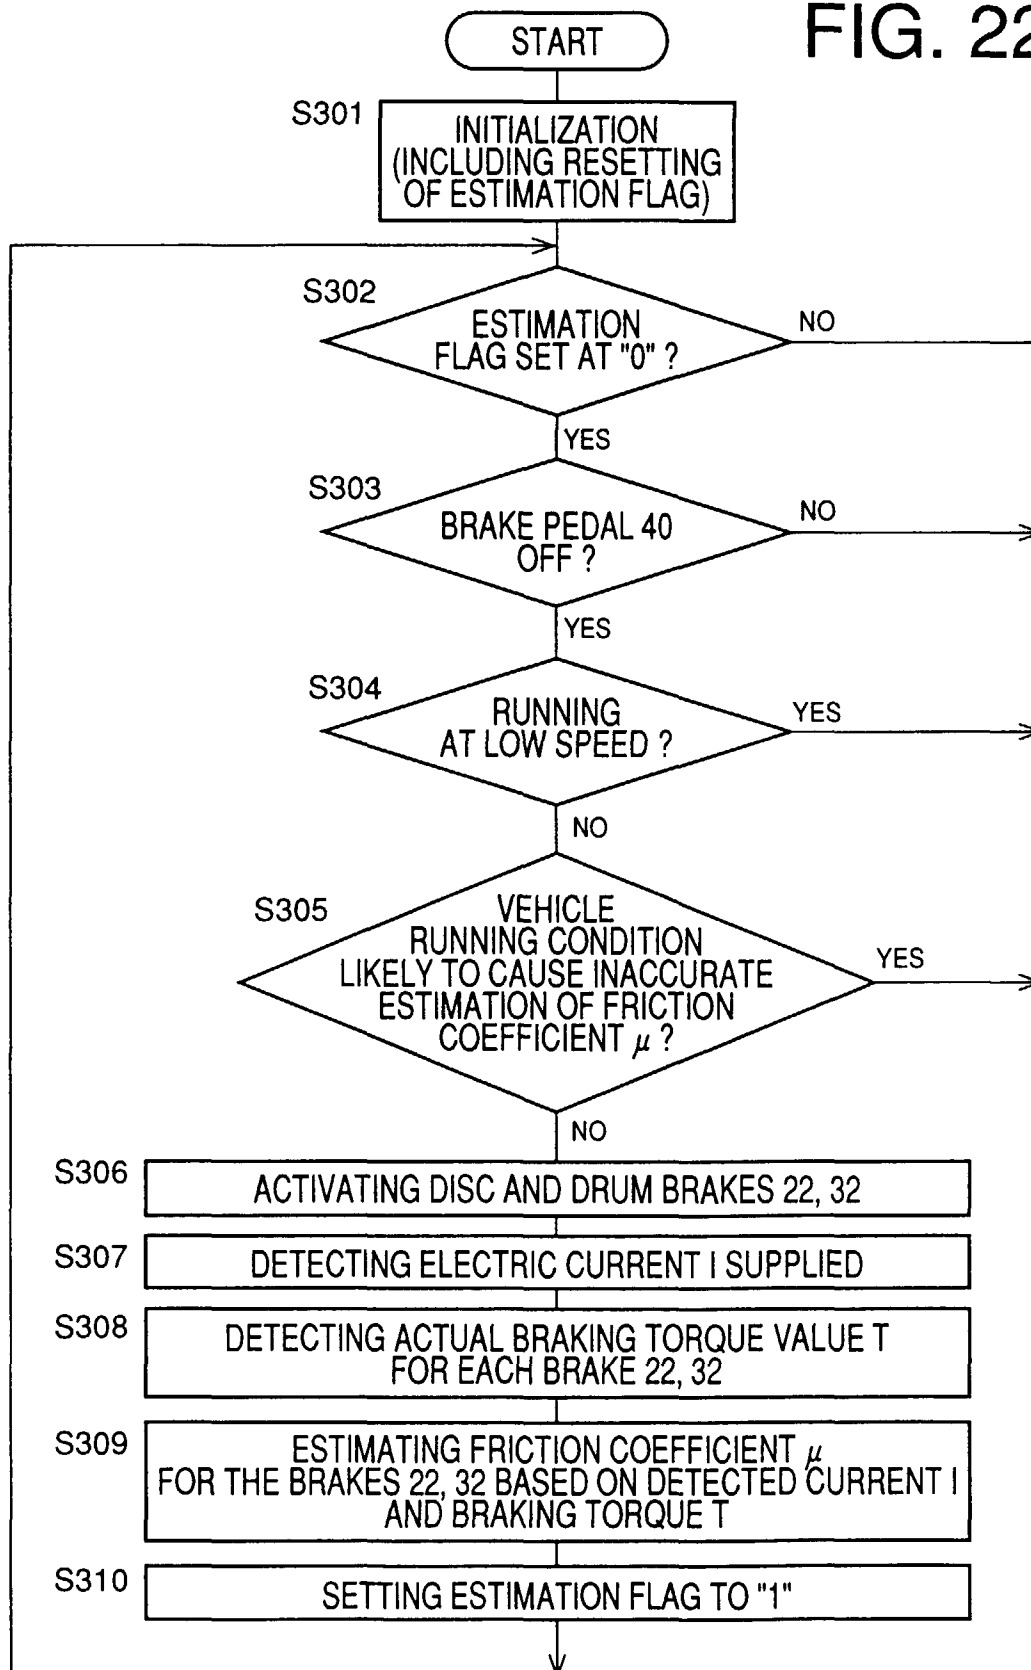 FIG. 22
START
S301
INITIALIZATION
(INCLUDING RESETTING
OF ESTIMATION FLAG)
S302
ESTIMATION
FLAG SET AT "0" ?
NO
YES
S303
BRAKE PEDAL 40
OFF ?
NO
YES
S304
RUNNING
AT LOW SPEED ?
YES
NO
S305
VEHICLE
RUNNING CONDITION
LIKELY TO CAUSE INACCURATE
ESTIMATION OF FRICTION
COEFFICIENT μ ?
YES
NO
S306
ACTIVATING DISC AND DRUM BRAKES 22, 32
S307
DETECTING ELECTRIC CURRENT I SUPPLIED
S308
DETECTING ACTUAL BRAKING TORQUE VALUE T
FOR EACH BRAKE 22, 32
S309
ESTIMATING FRICTION COEFFICIENT μ
FOR THE BRAKES 22, 32 BASED ON DETECTED CURRENT I
AND BRAKING TORQUE T
S310
SETTING ESTIMATION FLAG TO "1"